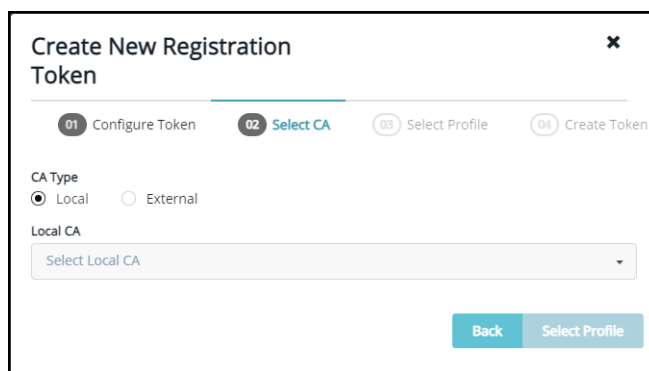 Create New Registration
Token
01 Configure Token 02 Select CA 03 Select Profile 04 Create Token
CA Type
Local External
Local CA
Select Local CA
Back Select Profile